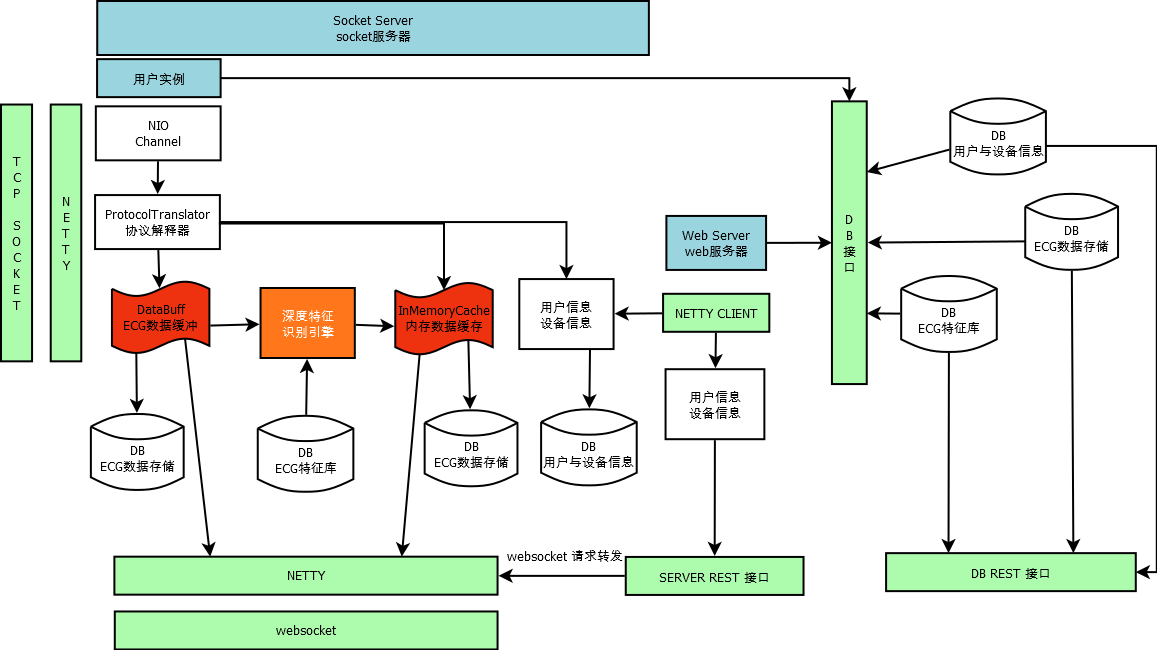 Socket Server
socket服务器
用户实例
TCP SOCKET
NETTY
NIO
Channel
ProtocolTranslator
协议解释器
DataBuff
ECG数据缓冲
深度特征
识别引擎
InMemoryCache
内存数据缓存
用户信息
设备信息
Web Server
web服务器
NETTY CLIENT
用户信息
设备信息
DB接口
DB
用户与设备信息
DB
ECG数据存储
DB
ECG特征库
DB
ECG数据存储
DB
ECG特征库
DB
ECG数据存储
DB
用户与设备信息
websocket 请求转发
NETTY
SERVER REST 接口
DB REST 接口
websocket